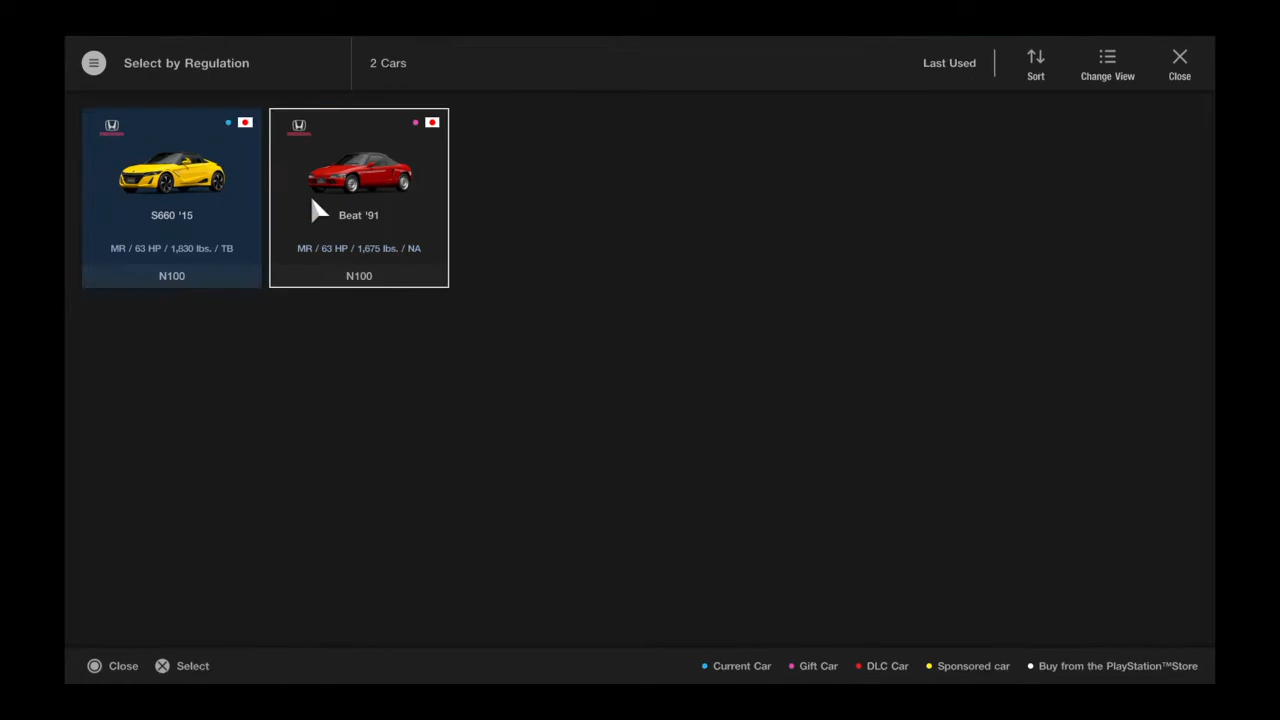 Select by Regulation
2 Cars
Last Used
Sort
Change View
Close
S660 '15
MR / 63 HP / 1,830 lbs. / TB
N100
Beat '91
MR / 63 HP / 1,675 lbs. / NA
N100
Close
Select
Current Car
Gift Car
DLC Car
Sponsored car
Buy from the PlayStation™Store